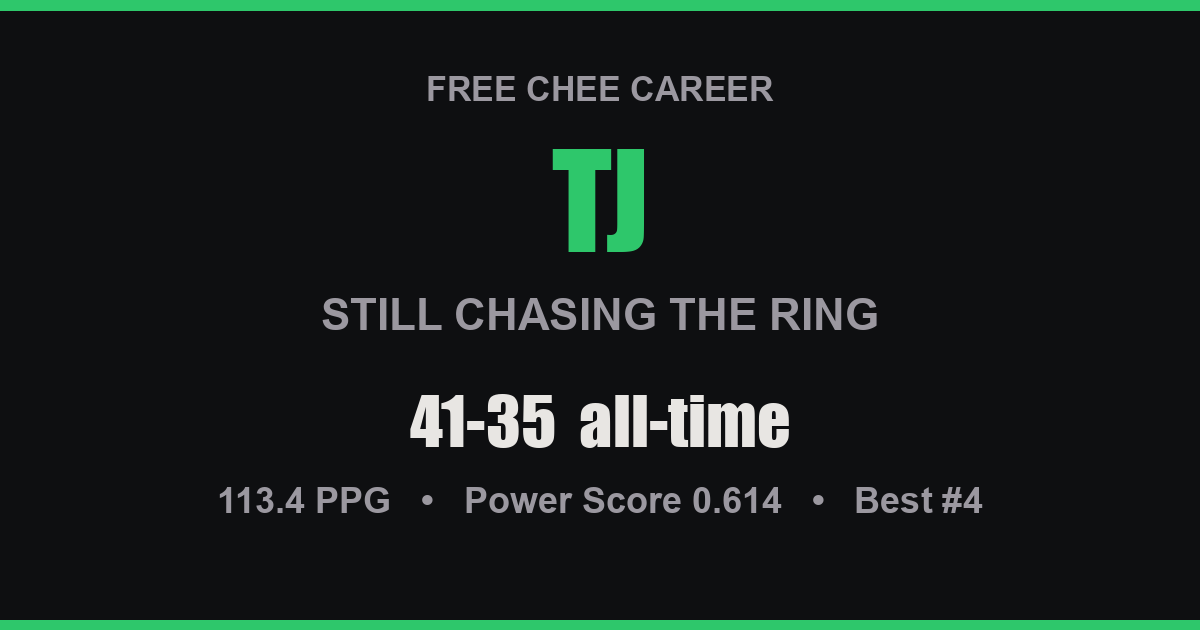 FREE CHEE CAREER
TJ
STILL CHASING THE RING
41-35 all-time
113.4 PPG • Power Score 0.614 • Best #4